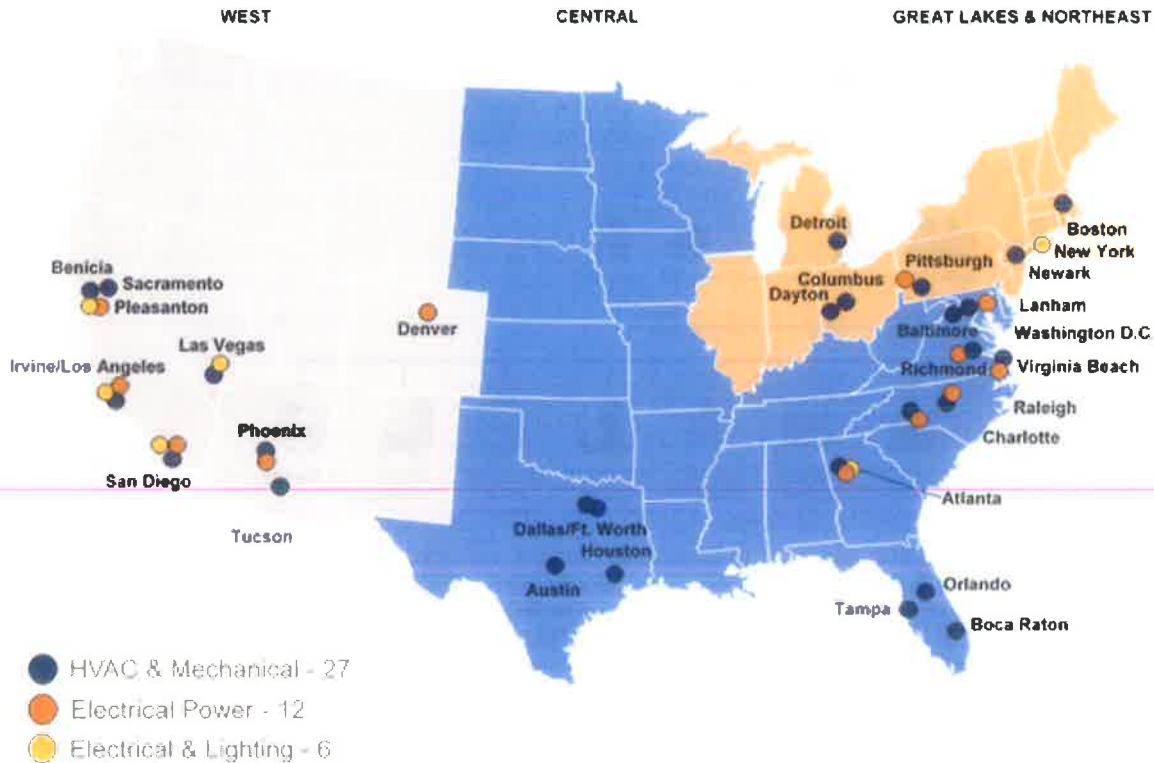 WEST
CENTRAL
GREAT LAKES & NORTHEAST
Detroit
Boston
New York
Newark
Pittsburgh
Columbus
Dayton
Benicia
Sacramento
Pleasanton
Denver
Lanham
Baltimore
Washington D.C
Las Vegas
Irvine/Los Angeles
Richmond
Virginia Beach
Raleigh
Charlotte
Phoenix
San Diego
Atlanta
Tucson
Dallas/Ft. Worth
Houston
Austin
Orlando
Tampa
Boca Raton
HVAC & Mechanical - 27
Electrical Power - 12
Electrical & Lighting - 6